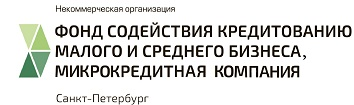 Некоммерческая организация
ФОНД СОДЕЙСТВИЯ КРЕДИТОВАНИЮ
МАЛОГО И СРЕДНЕГО БИЗНЕСА,
МИКРОКРЕДИТНАЯ КОМПАНИЯ
Санкт-Петербург